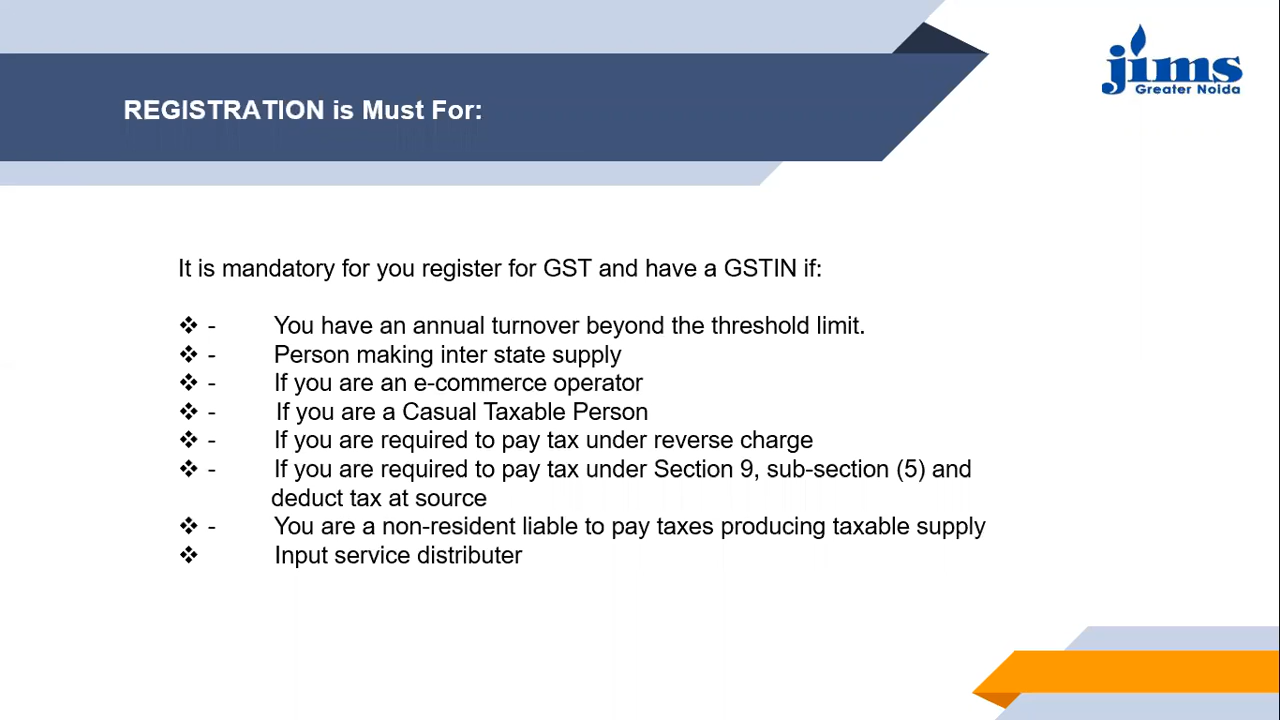 jims
Greater Noida
REGISTRATION is Must For:
It is mandatory for you register for GST and have a GSTIN if:
❖ - You have an annual turnover beyond the threshold limit.
❖ - Person making inter state supply
❖ - If you are an e-commerce operator
❖ - If you are a Casual Taxable Person
❖ - If you are required to pay tax under reverse charge
❖ - If you are required to pay tax under Section 9, sub-section (5) and
deduct tax at source
❖ - You are a non-resident liable to pay taxes producing taxable supply
❖ Input service distributer